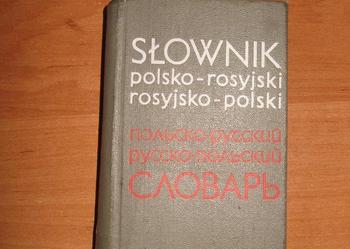 SŁOWNIK
polsko-rosyjski
rosyjsko-polski
польско-русский
русско-польский
СЛОВАРЬ